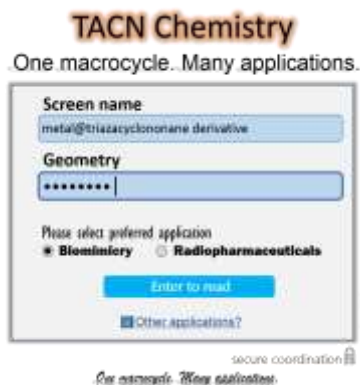 TACN Chemistry
One macrocycle. Many applications.
Screen name
metal@triazacyclononane derivative
Geometry
••••••••
Please select preferred application
Biomimicry Radiopharmaceuticals
Enter to read
Other applications?
secure coordination
One macrocycle. Many applications.